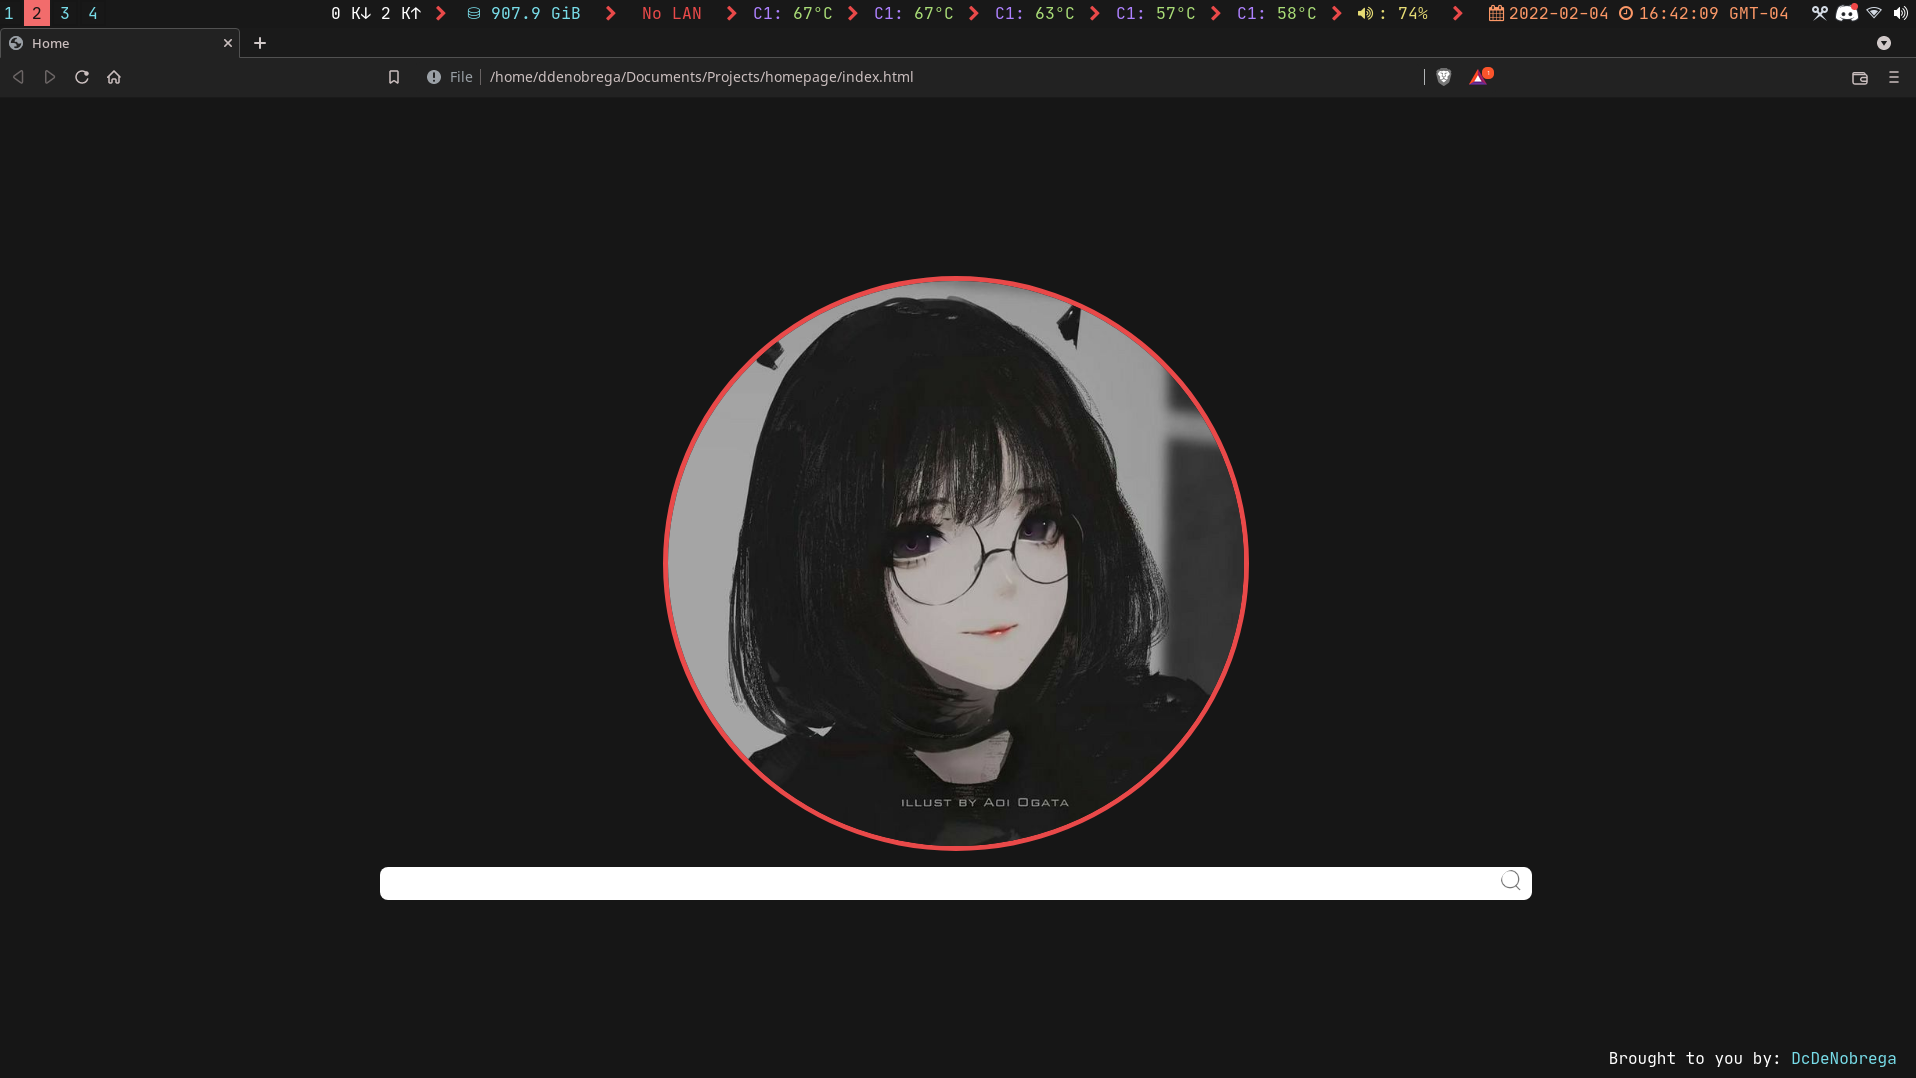 1 2 3 4 0 K↓ 2 K↑ 907.9 GiB No LAN C1: 67°C C1: 67°C C1: 63°C C1: 57°C C1: 58°C : 74% 2022-02-04 16:42:09 GMT-04
Home
File /home/ddenobrega/Documents/Projects/homepage/index.html
illust by Aoi Ogata
Brought to you by: DcDeNobrega